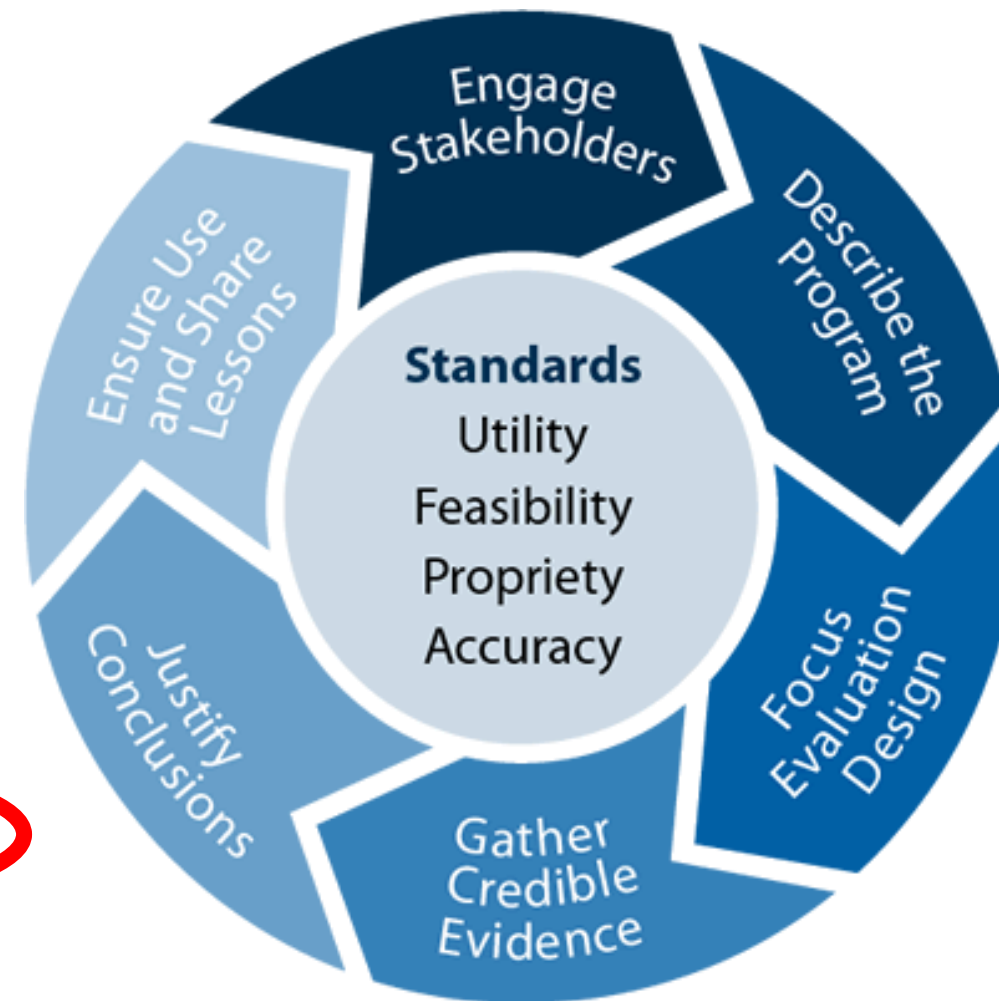 Engage
Stakeholders
Describe the
Program
Focus
Evaluation
Design
Gather
Credible
Evidence
Justify
Conclusions
Ensure Use
and Share
Lessons
Standards
Utility
Feasibility
Propriety
Accuracy